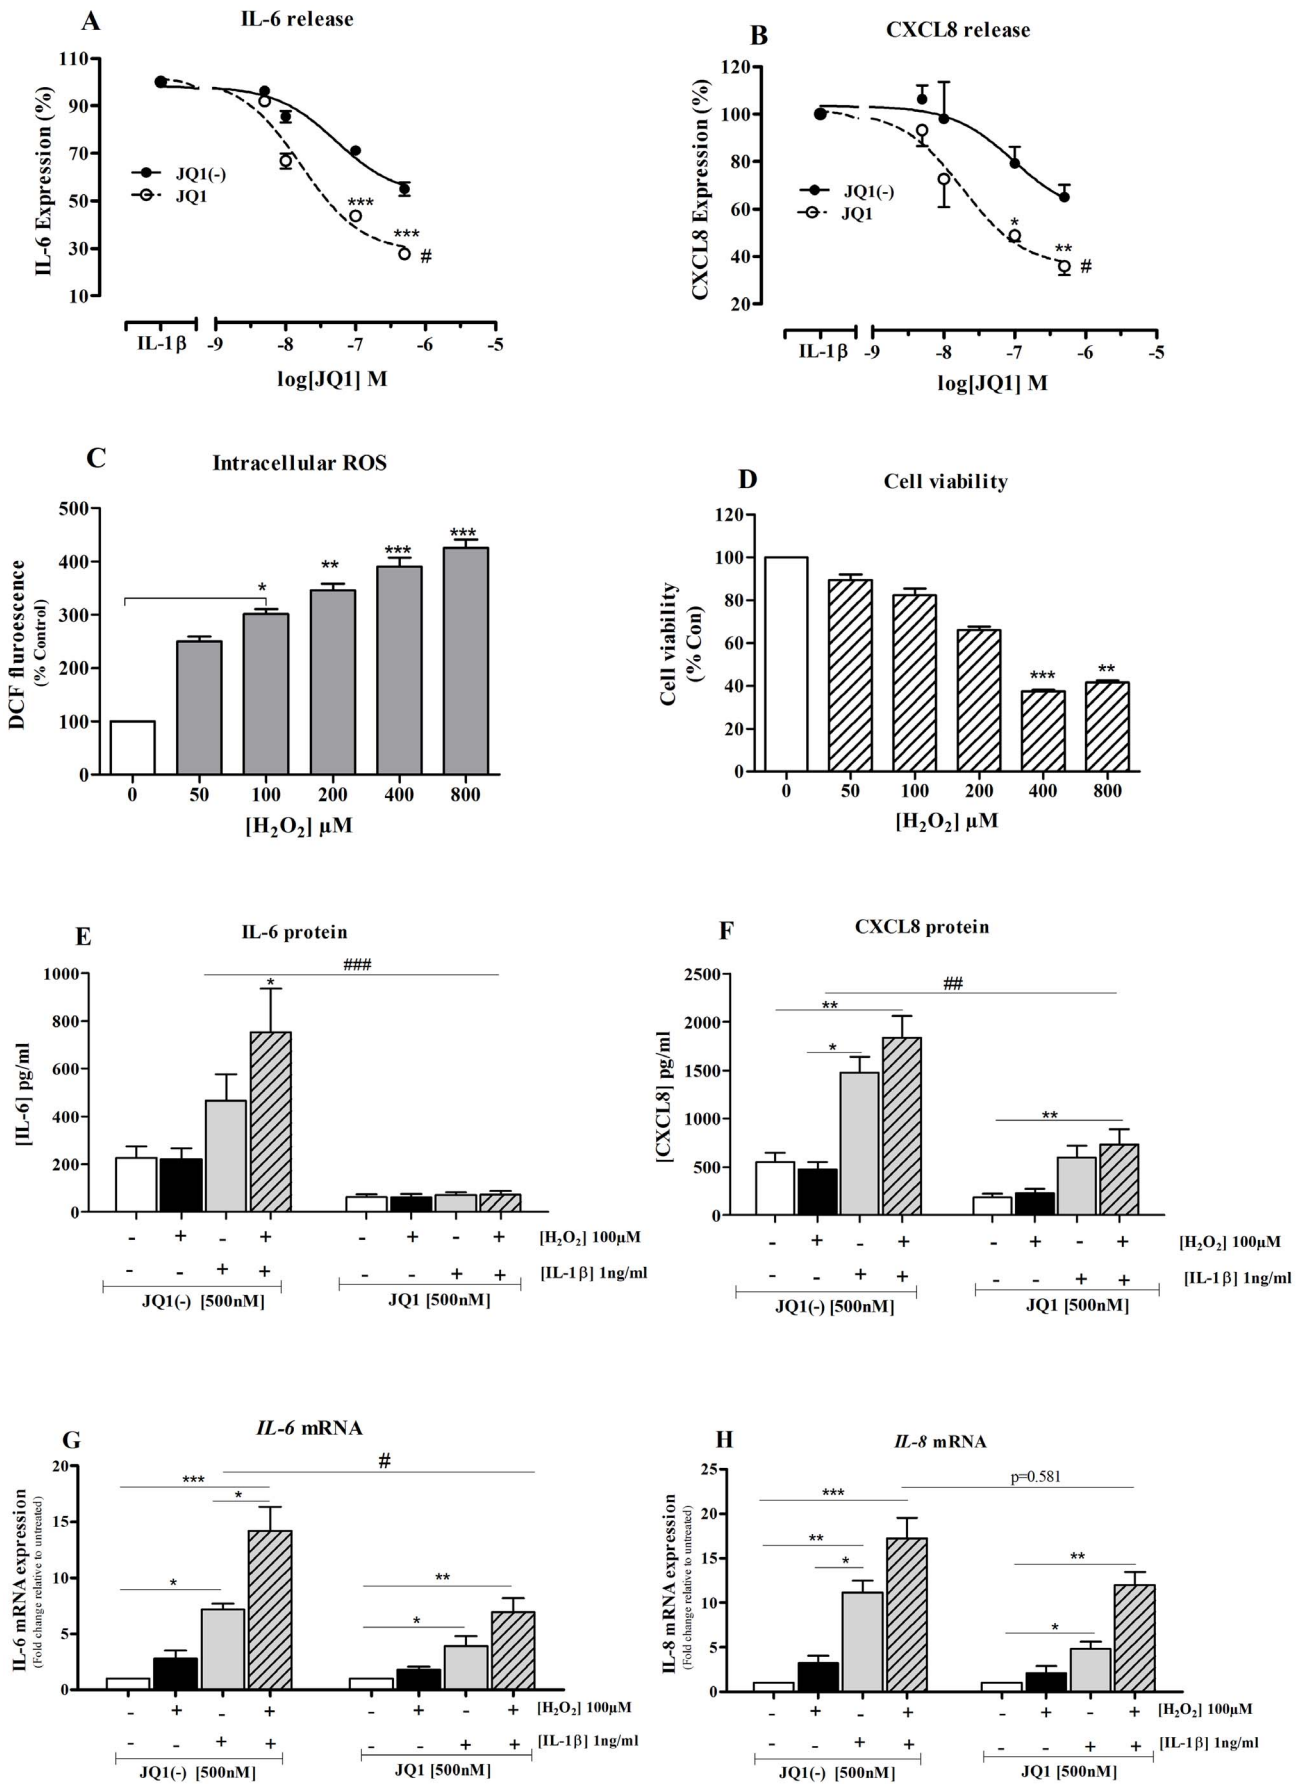 A
IL-6 release
IL-6 Expression (%)
110
90
70
50
30
10
JQ1(-)
JQ1
***
***
#
IL-1β
-9
-8
-7
-6
-5
log[JQ1] M
B
CXCL8 release
CXCL8 Expression (%)
120
100
80
60
40
20
JQ1(-)
JQ1
*
**
#
IL-1β
-9
-8
-7
-6
-5
log[JQ1] M
C
Intracellular ROS
DCF fluroescence
(% Control)
500
400
300
200
100
0
*
**
***
***
0
50
100
200
400
800
[H2O2] µM
D
Cell viability
Cell viability
(% Con)
120
100
80
60
40
20
0
***
**
0
50
100
200
400
800
[H2O2] µM
E
IL-6 protein
[IL-6] pg/ml
1000
800
600
400
200
0
###
*
- + - + - + - + [H2O2] 100µM
- - + + - - + + [IL-1β] 1ng/ml
JQ1(-) [500nM]
JQ1 [500nM]
F
CXCL8 protein
[CXCL8] pg/ml
2500
2000
1500
1000
500
0
##
**
*
**
- + - + - + - + [H2O2] 100µM
- - + + - - + + [IL-1β] 1ng/ml
JQ1(-) [500nM]
JQ1 [500nM]
G
IL-6 mRNA
IL-6 mRNA expression
(Fold change relative to untreated)
20
15
10
5
0
#
***
*
*
**
*
- + - + - + - + [H2O2] 100µM
- - + + - - + + [IL-1β] 1ng/ml
JQ1(-) [500nM]
JQ1 [500nM]
H
IL-8 mRNA
IL-8 mRNA expression
(Fold change relative to untreated)
25
20
15
10
5
0
p=0.581
***
**
*
**
*
- + - + - + - + [H2O2] 100µM
- - + + - - + + [IL-1β] 1ng/ml
JQ1(-) [500nM]
JQ1 [500nM]